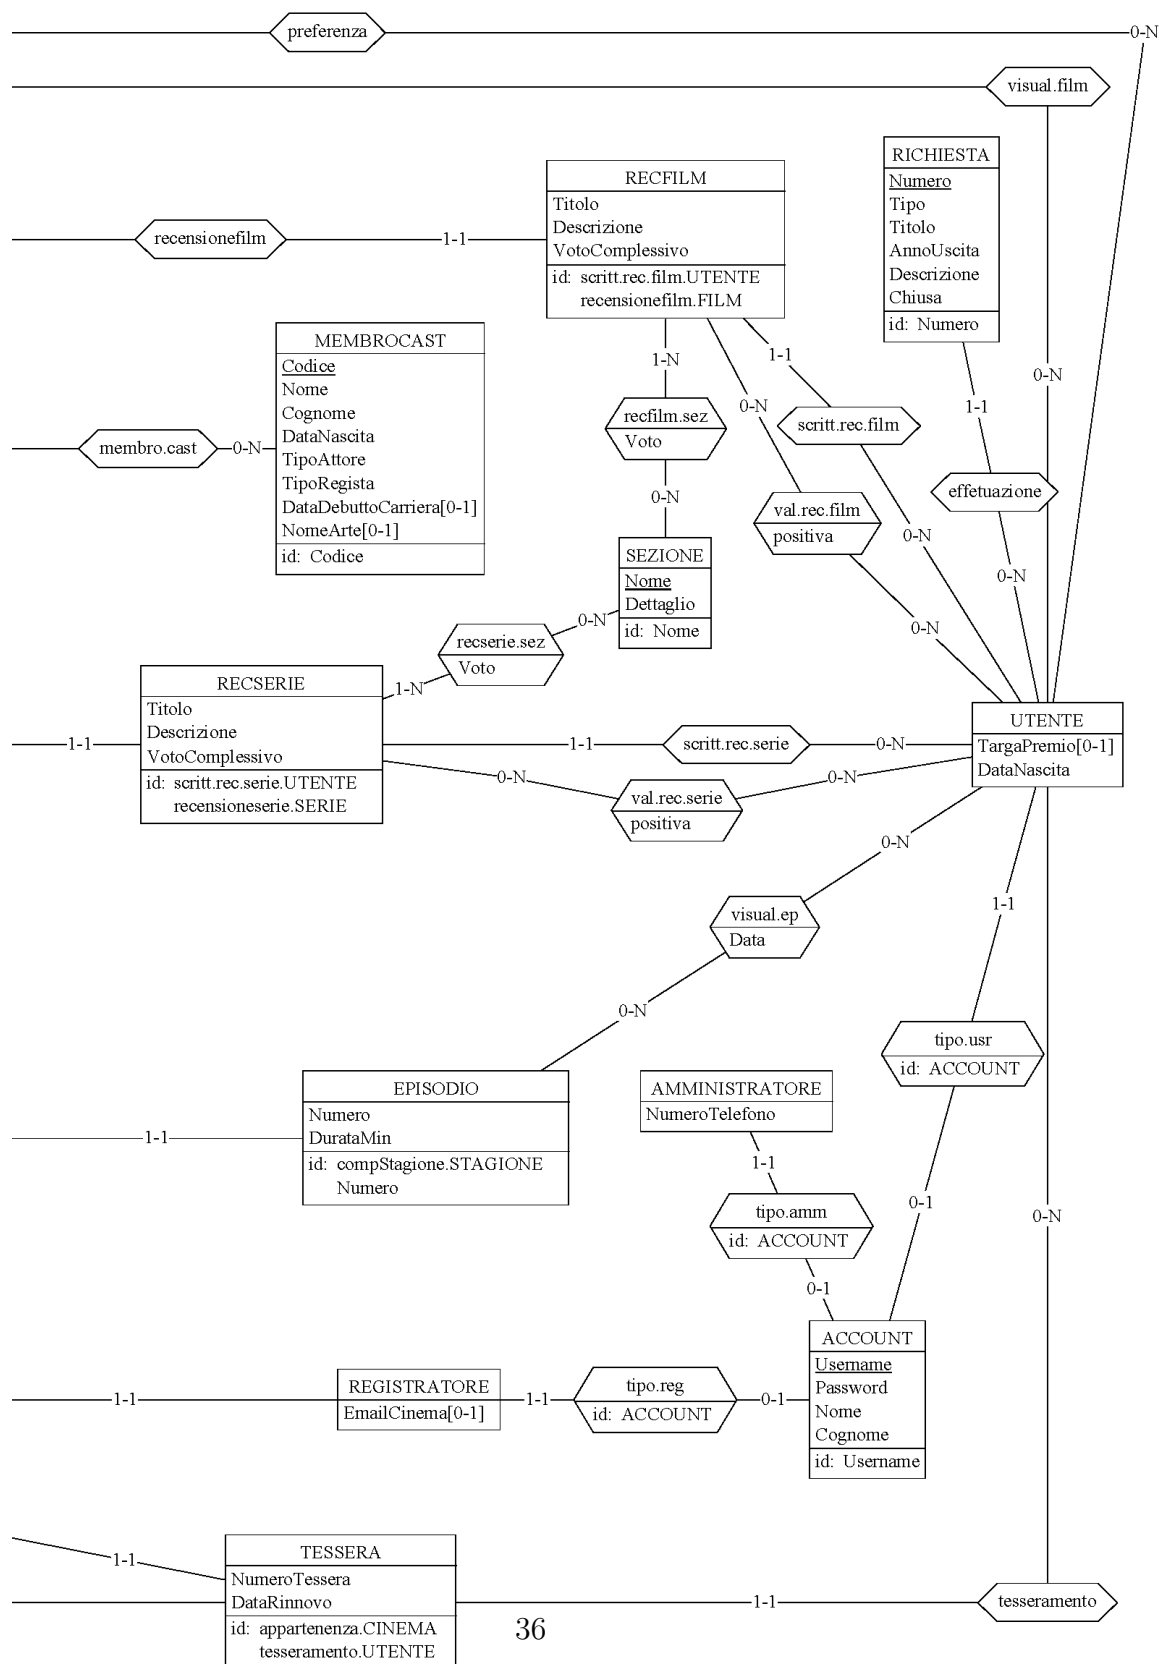 preferenza
0-N
visual.film
RICHIESTA
Numero
Tipo
Titolo
AnnoUscita
Descrizione
Chiusa
id: Numero
RECFILM
Titolo
Descrizione
VotoComplessivo
id: scritt.rec.film.UTENTE
recensionefilm.FILM
recensionefilm
1-1
MEMBROCAST
Codice
Nome
Cognome
DataNascita
TipoAttore
TipoRegista
DataDebuttoCarriera[0-1]
NomeArte[0-1]
id: Codice
membro.cast
0-N
1-N
recfilm.sez
Voto
0-N
0-N
val.rec.film
positiva
0-N
1-1
scritt.rec.film
0-N
1-1
effetuazione
0-N
0-N
SEZIONE
Nome
Dettaglio
id: Nome
0-N
recserie.sez
Voto
1-N
RECSERIE
Titolo
Descrizione
VotoComplessivo
id: scritt.rec.serie.UTENTE
recensioneserie.SERIE
1-1
1-1
scritt.rec.serie
0-N
0-N
val.rec.serie
positiva
0-N
UTENTE
TargaPremio[0-1]
DataNascita
0-N
visual.ep
Data
0-N
1-1
tipo.usr
id: ACCOUNT
0-1
EPISODIO
Numero
DurataMin
id: compStagione.STAGIONE
Numero
1-1
AMMINISTRATORE
NumeroTelefono
1-1
tipo.amm
id: ACCOUNT
0-1
0-N
ACCOUNT
Username
Password
Nome
Cognome
id: Username
1-1
REGISTRATORE
EmailCinema[0-1]
1-1
tipo.reg
id: ACCOUNT
0-1
1-1
TESSERA
NumeroTessera
DataRinnovo
id: appartenenza.CINEMA
tesseramento.UTENTE
1-1
tesseramento
36